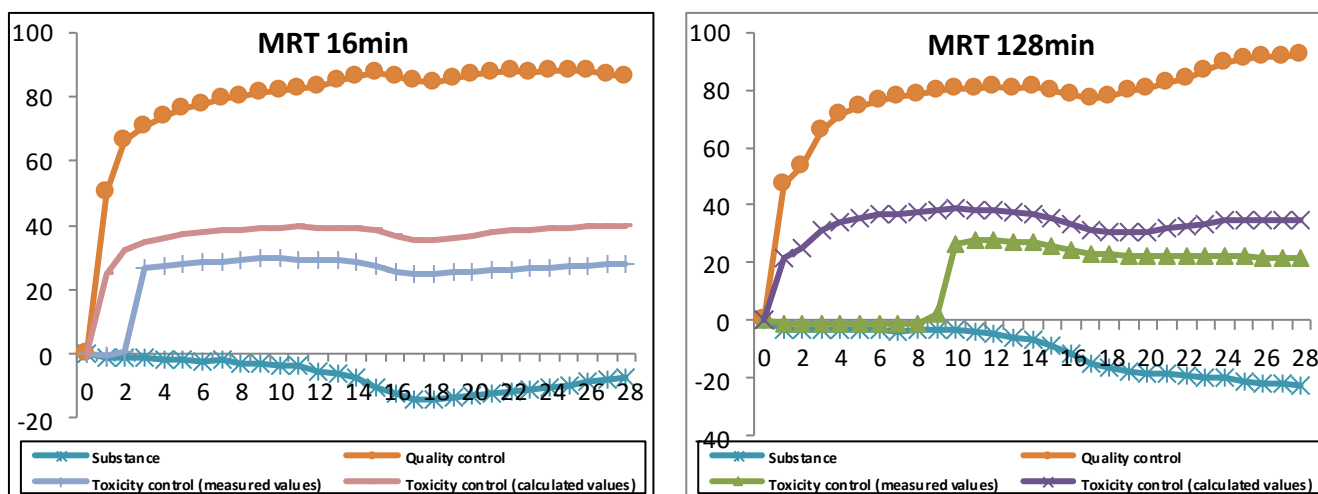 MRT 16min
100
80
60
40
20
0
-20
0 2 4 6 8 10 12 14 16 18 20 22 24 26 28
Substance Quality control
Toxicity control (measured values) Toxicity control (calculated values)
MRT 128min
100
80
60
40
20
0
-20
-40
0 2 4 6 8 10 12 14 16 18 20 22 24 26 28
Substance Quality control
Toxicity control (measured values) Toxicity control (calculated values)